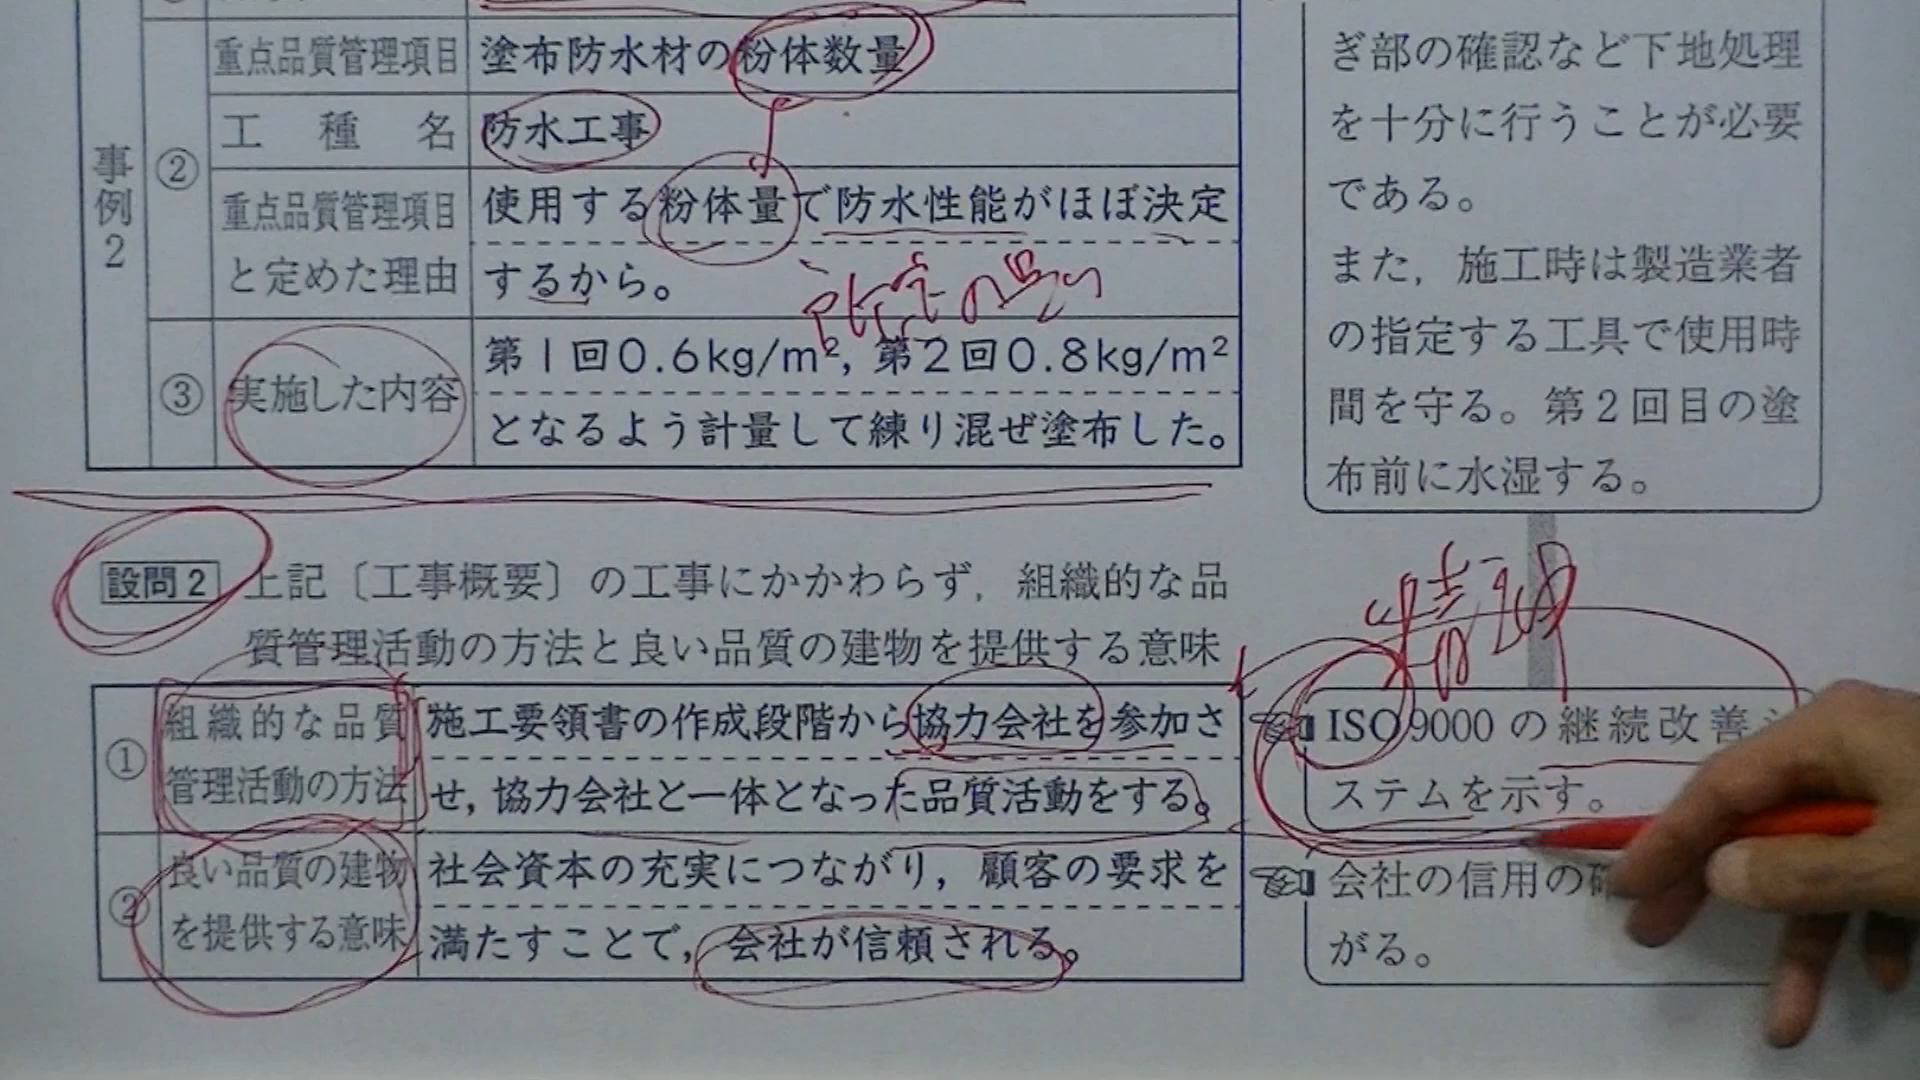 重点品質管理項目 塗布防水材の粉体数量
工種名 防水工事
事例2
②
重点品質管理項目 使用する粉体量で防水性能がほぼ決定
と定めた理由 するから。
③ 実施した内容
第1回0.6kg/m², 第2回0.8kg/m²
となるよう計量して練り混ぜ塗布した。
設問2 上記〔工事概要〕の工事にかかわらず，組織的な品
質管理活動の方法と良い品質の建物を提供する意味
① 組織的な品質 施工要領書の作成段階から協力会社を参加さ
管理活動の方法 せ，協力会社と一体となった品質活動をする。
② 良い品質の建物 社会資本の充実につながり，顧客の要求を
を提供する意味 満たすことで，会社が信頼される。
ぎ部の確認など下地処理
を十分に行うことが必要
である。
また，施工時は製造業者
の指定する工具で使用時
間を守る。第2回目の塗
布前に水湿する。
精神
ISO9000の継続改善シ
ステムを示す。
会社の信用の確
がる。